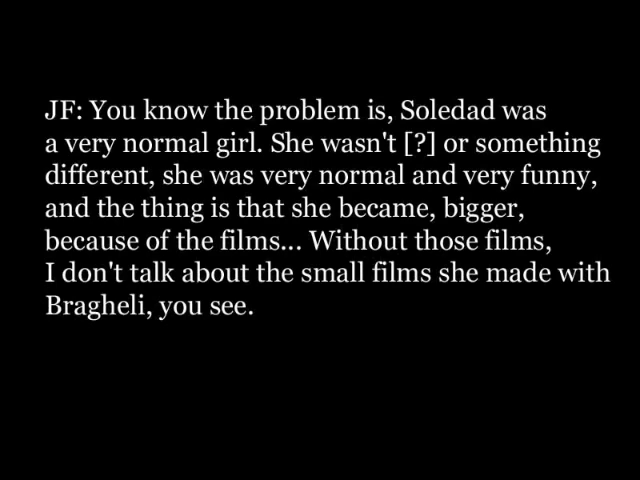 JF: You know the problem is, Soledad was
a very normal girl. She wasn't [?] or something
different, she was very normal and very funny,
and the thing is that she became, bigger,
because of the films... Without those films,
I don't talk about the small films she made with
Bragheli, you see.